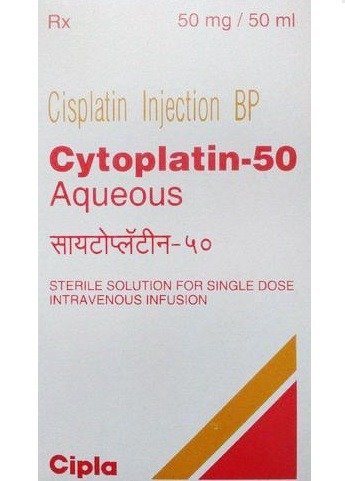 Rx 50 mg / 50 ml
Cisplatin Injection BP
Cytoplatin-50
Aqueous
सायटोप्लॅटीन-५०
STERILE SOLUTION FOR SINGLE DOSE
INTRAVENOUS INFUSION
Cipla